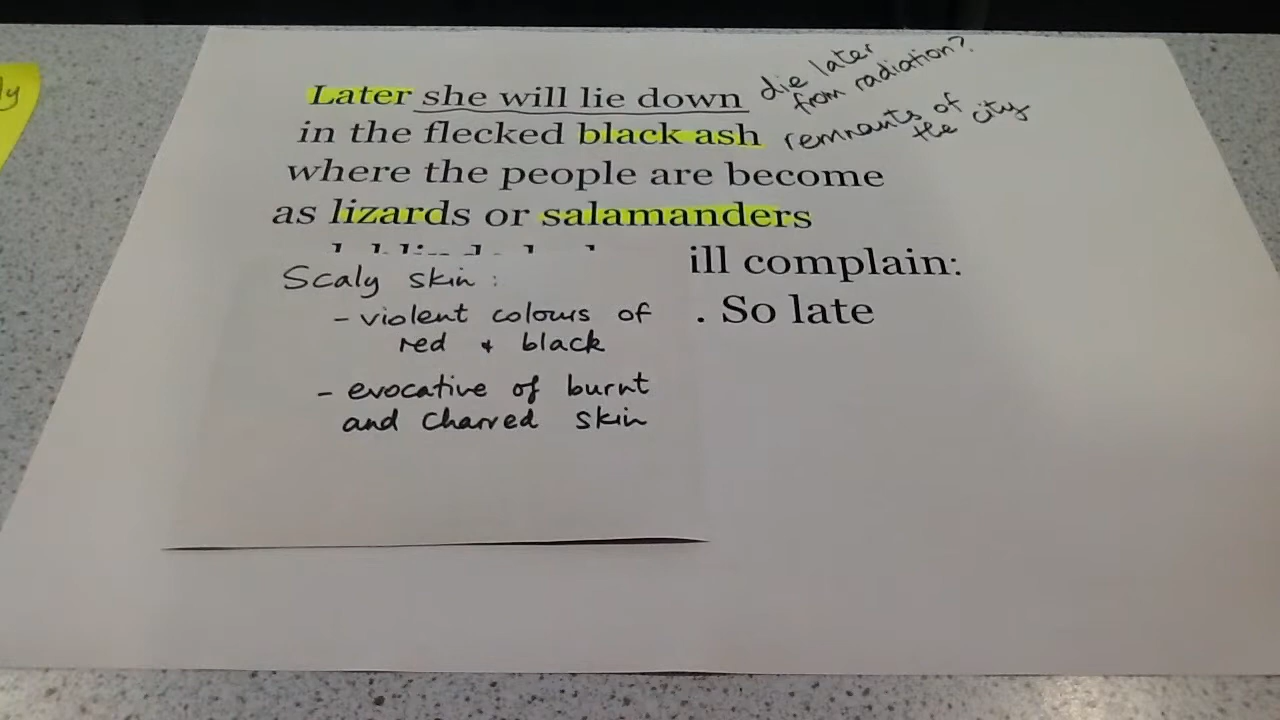 Later she will lie down
die later
from radiation?
in the flecked black ash
remnants of
the city
where the people are become
as lizards or salamanders
ill complain:
. So late
Scaly skin:
- violent colours of
red + black
- evocative of burnt
and charred skin